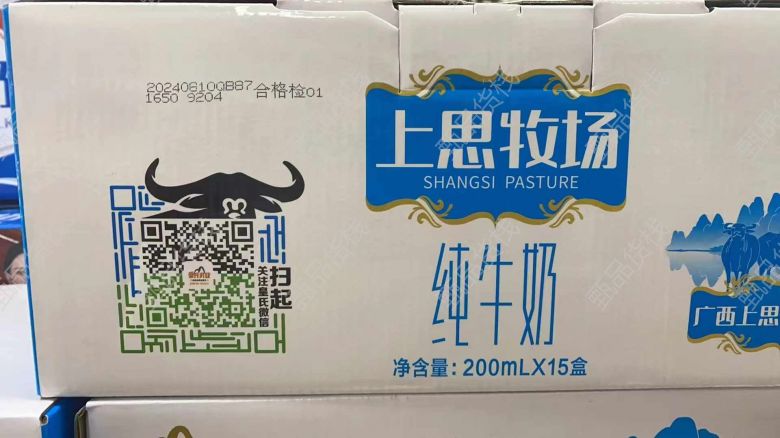 20240810QB87
1650 9204
合格检01
上思牧场
SHANGSI PASTURE
纯牛奶
净含量: 200mLX15盒
扫一扫
关注皇氏微信
广西上思